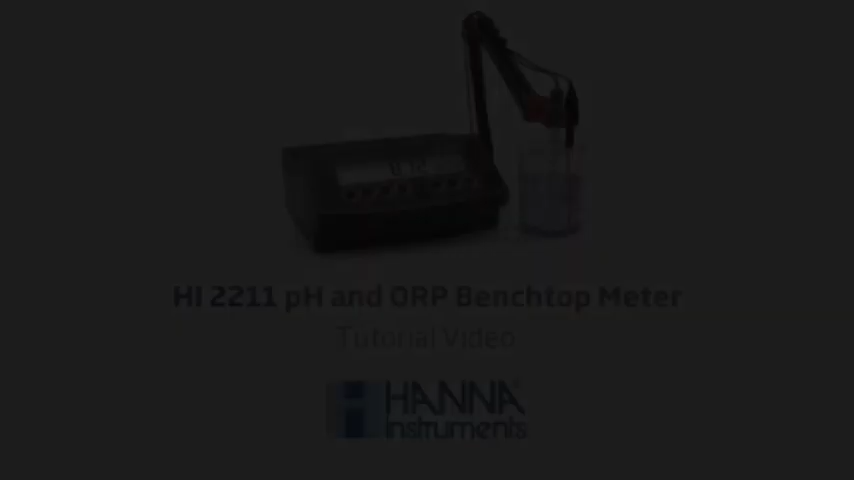 HI 2211 pH and ORP Benchtop Meter
Tutorial Video
HANNA
instruments